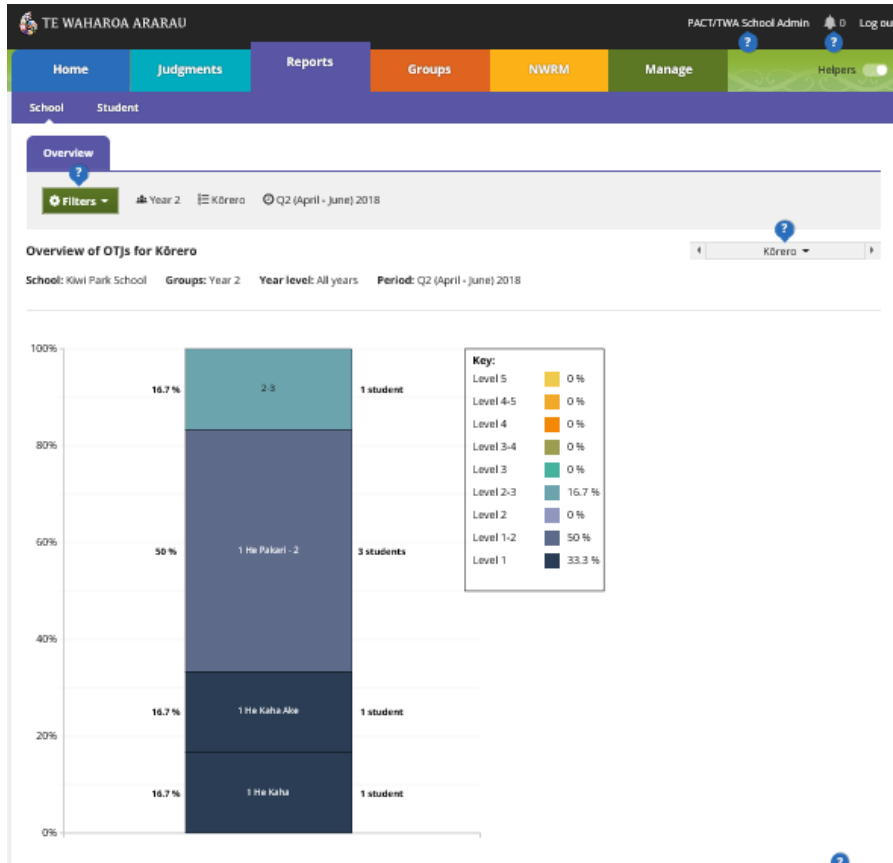 TE WAHAROA ARARAU
PACT/TWA School Admin 0 Log ou
? ?
Home Judgments Reports Groups NWRM Manage Helpers
School Student
Overview
?
Filters Year 2 Kōrero Q2 (April - June) 2018
?
Overview of OTJs for Kōrero
Kōrero
School: Kiwi Park School Groups: Year 2 Year level: All years Period: Q2 (April - June) 2018
100%
16.7 % 2-3 1 student
80%
60%
50 % 1 He Pakari - 2 3 students
40%
16.7 % 1 He Kaha Ake 1 student
20%
16.7 % 1 He Kaha 1 student
0%
Key:
Level 5 0 %
Level 4-5 0 %
Level 4 0 %
Level 3-4 0 %
Level 3 0 %
Level 2-3 16.7 %
Level 2 0 %
Level 1-2 50 %
Level 1 33.3 %
?